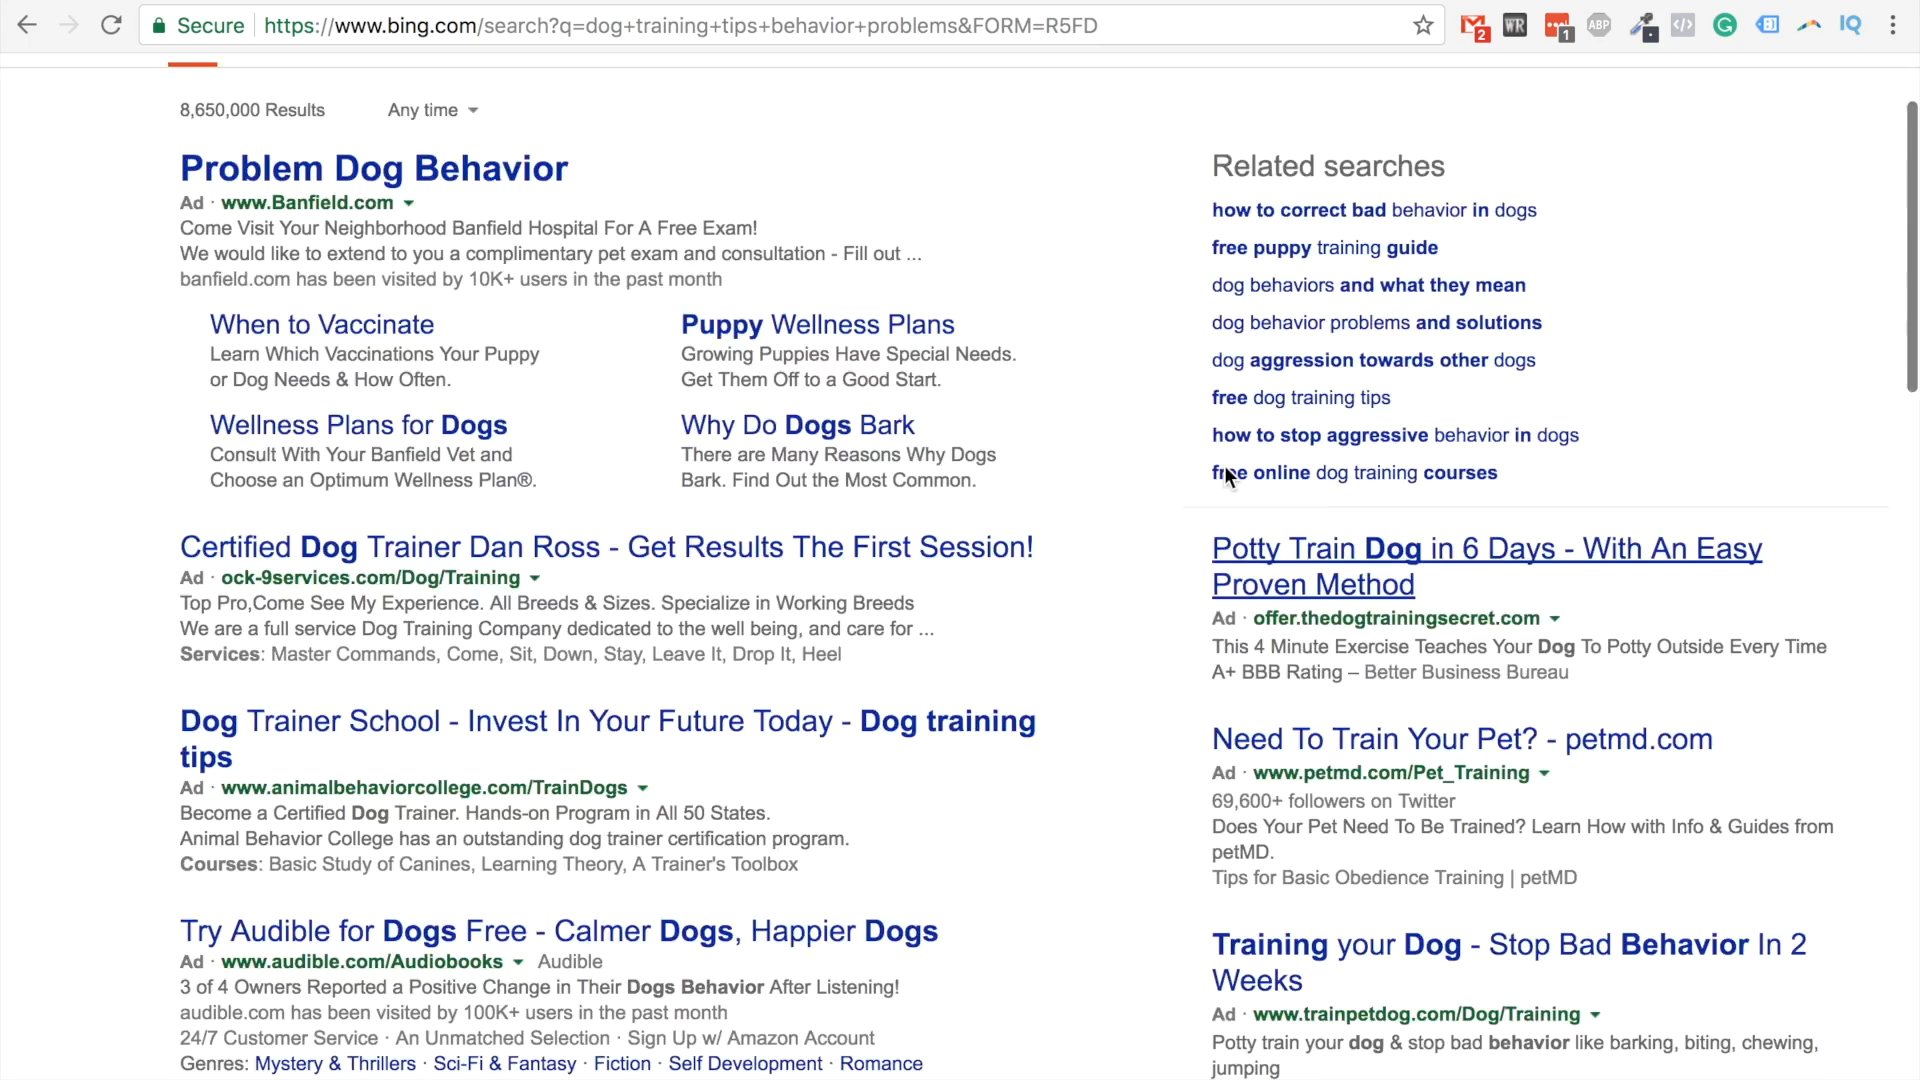 Secure https://www.bing.com/search?q=dog+training+tips+behavior+problems&FORM=R5FD
2 WR 1 ABP </> G IQ
8,650,000 Results Any time
Problem Dog Behavior
Ad · www.Banfield.com
Come Visit Your Neighborhood Banfield Hospital For A Free Exam!
We would like to extend to you a complimentary pet exam and consultation - Fill out ...
banfield.com has been visited by 10K+ users in the past month
When to Vaccinate
Learn Which Vaccinations Your Puppy
or Dog Needs & How Often.
Puppy Wellness Plans
Growing Puppies Have Special Needs.
Get Them Off to a Good Start.
Wellness Plans for Dogs
Consult With Your Banfield Vet and
Choose an Optimum Wellness Plan®.
Why Do Dogs Bark
There are Many Reasons Why Dogs
Bark. Find Out the Most Common.
Certified Dog Trainer Dan Ross - Get Results The First Session!
Ad · ock-9services.com/Dog/Training
Top Pro,Come See My Experience. All Breeds & Sizes. Specialize in Working Breeds
We are a full service Dog Training Company dedicated to the well being, and care for ...
Services: Master Commands, Come, Sit, Down, Stay, Leave It, Drop It, Heel
Dog Trainer School - Invest In Your Future Today - Dog training
tips
Ad · www.animalbehaviorcollege.com/TrainDogs
Become a Certified Dog Trainer. Hands-on Program in All 50 States.
Animal Behavior College has an outstanding dog trainer certification program.
Courses: Basic Study of Canines, Learning Theory, A Trainer's Toolbox
Try Audible for Dogs Free - Calmer Dogs, Happier Dogs
Ad · www.audible.com/Audiobooks Audible
3 of 4 Owners Reported a Positive Change in Their Dogs Behavior After Listening!
audible.com has been visited by 100K+ users in the past month
24/7 Customer Service · An Unmatched Selection · Sign Up w/ Amazon Account
Genres: Mystery & Thrillers · Sci-Fi & Fantasy · Fiction · Self Development · Romance
Related searches
how to correct bad behavior in dogs
free puppy training guide
dog behaviors and what they mean
dog behavior problems and solutions
dog aggression towards other dogs
free dog training tips
how to stop aggressive behavior in dogs
free online dog training courses
Potty Train Dog in 6 Days - With An Easy
Proven Method
Ad · offer.thedogtrainingsecret.com
This 4 Minute Exercise Teaches Your Dog To Potty Outside Every Time
A+ BBB Rating – Better Business Bureau
Need To Train Your Pet? - petmd.com
Ad · www.petmd.com/Pet_Training
69,600+ followers on Twitter
Does Your Pet Need To Be Trained? Learn How with Info & Guides from
petMD.
Tips for Basic Obedience Training | petMD
Training your Dog - Stop Bad Behavior In 2
Weeks
Ad · www.trainpetdog.com/Dog/Training
Potty train your dog & stop bad behavior like barking, biting, chewing,
jumping